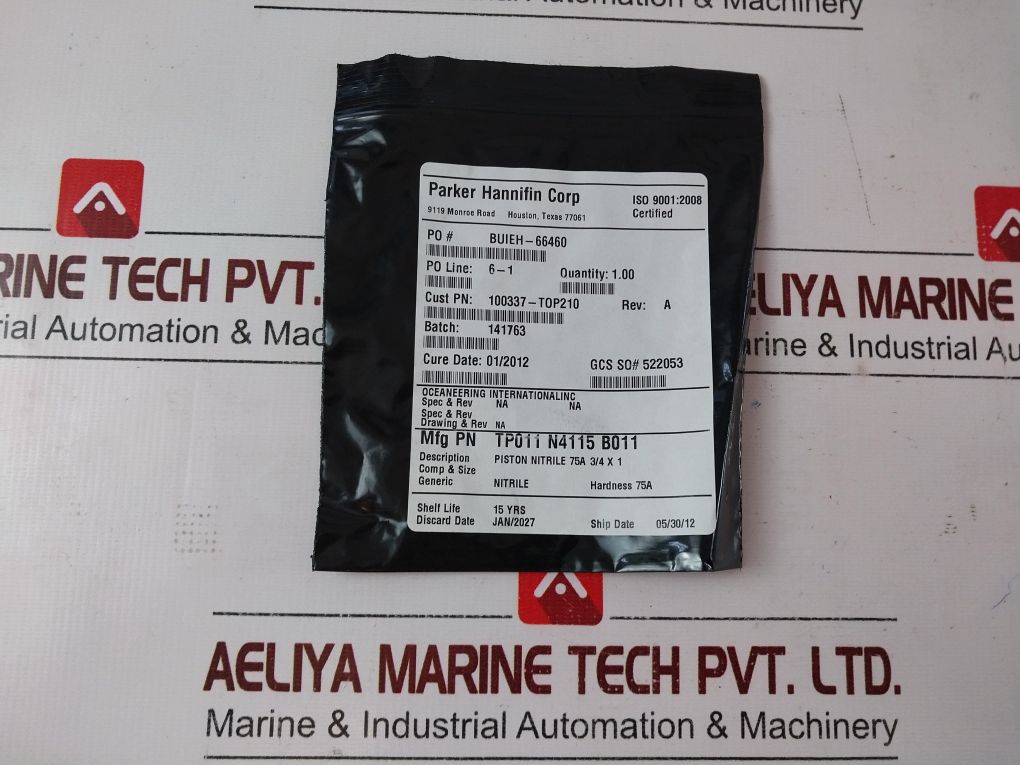 Automation & Machinery
Parker Hannifin Corp
ISO 9001:2008
Certified
9119 Monroe Road Houston, Texas 77061
PO # BUIEH-66460
PO Line: 6-1 Quantity: 1.00
Cust PN: 100337-TOP210 Rev: A
Batch: 141763
Cure Date: 01/2012 GCS SO# 522053
OCEANEERING INTERNATIONALINC
Spec & Rev NA NA
Spec & Rev
Drawing & Rev NA
Mfg PN TP011 N4115 B011
Description PISTON NITRILE 75A 3/4 X 1
Comp & Size
Generic NITRILE Hardness 75A
Shelf Life 15 YRS
Discard Date JAN/2027 Ship Date 05/30/12
RINE TECH PVT.
rial Automation & Mac
ELIYA MARINE
arine & Industrial Au
AELIYA MARINE TECH PVT. LTD.
Marine & Industrial Automation & Machinery